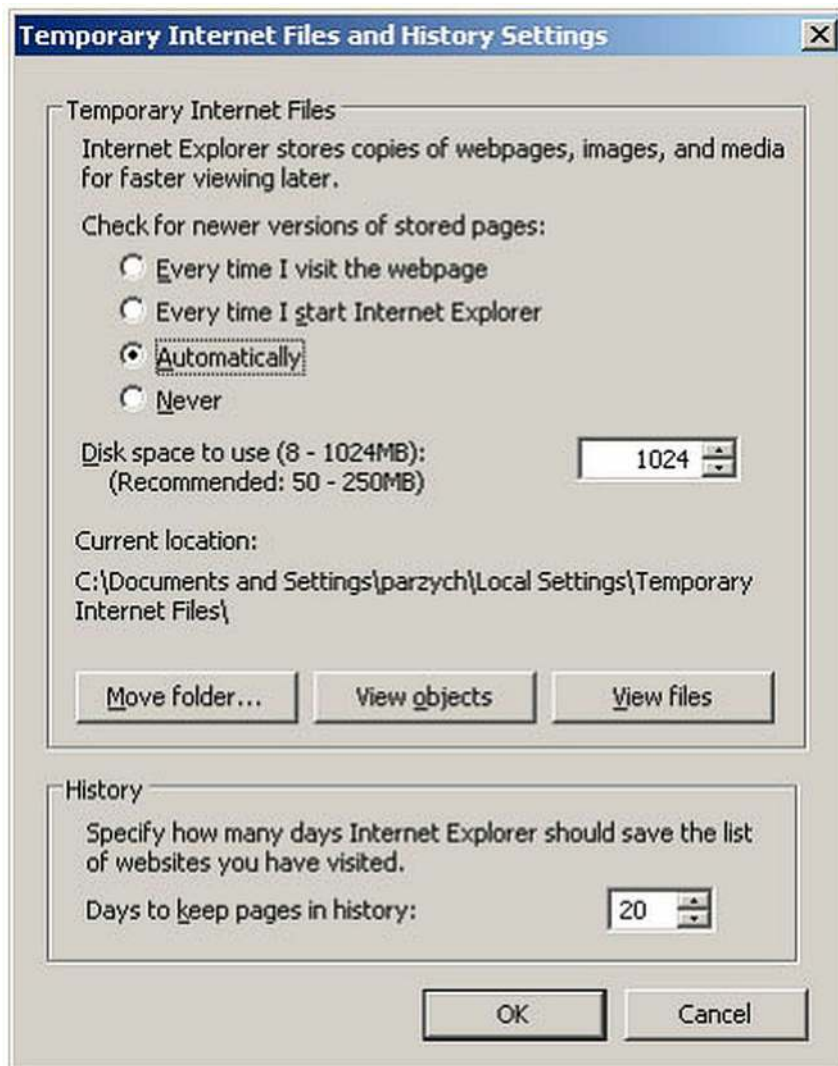 Temporary Internet Files and History Settings
Temporary Internet Files
Internet Explorer stores copies of webpages, images, and media
for faster viewing later.
Check for newer versions of stored pages:
Every time I visit the webpage
Every time I start Internet Explorer
Automatically
Never
Disk space to use (8 - 1024MB): 1024
(Recommended: 50 - 250MB)
Current location:
C:\Documents and Settings\parzych\Local Settings\Temporary
Internet Files\
Move folder... View objects View files
History
Specify how many days Internet Explorer should save the list
of websites you have visited.
Days to keep pages in history: 20
OK Cancel